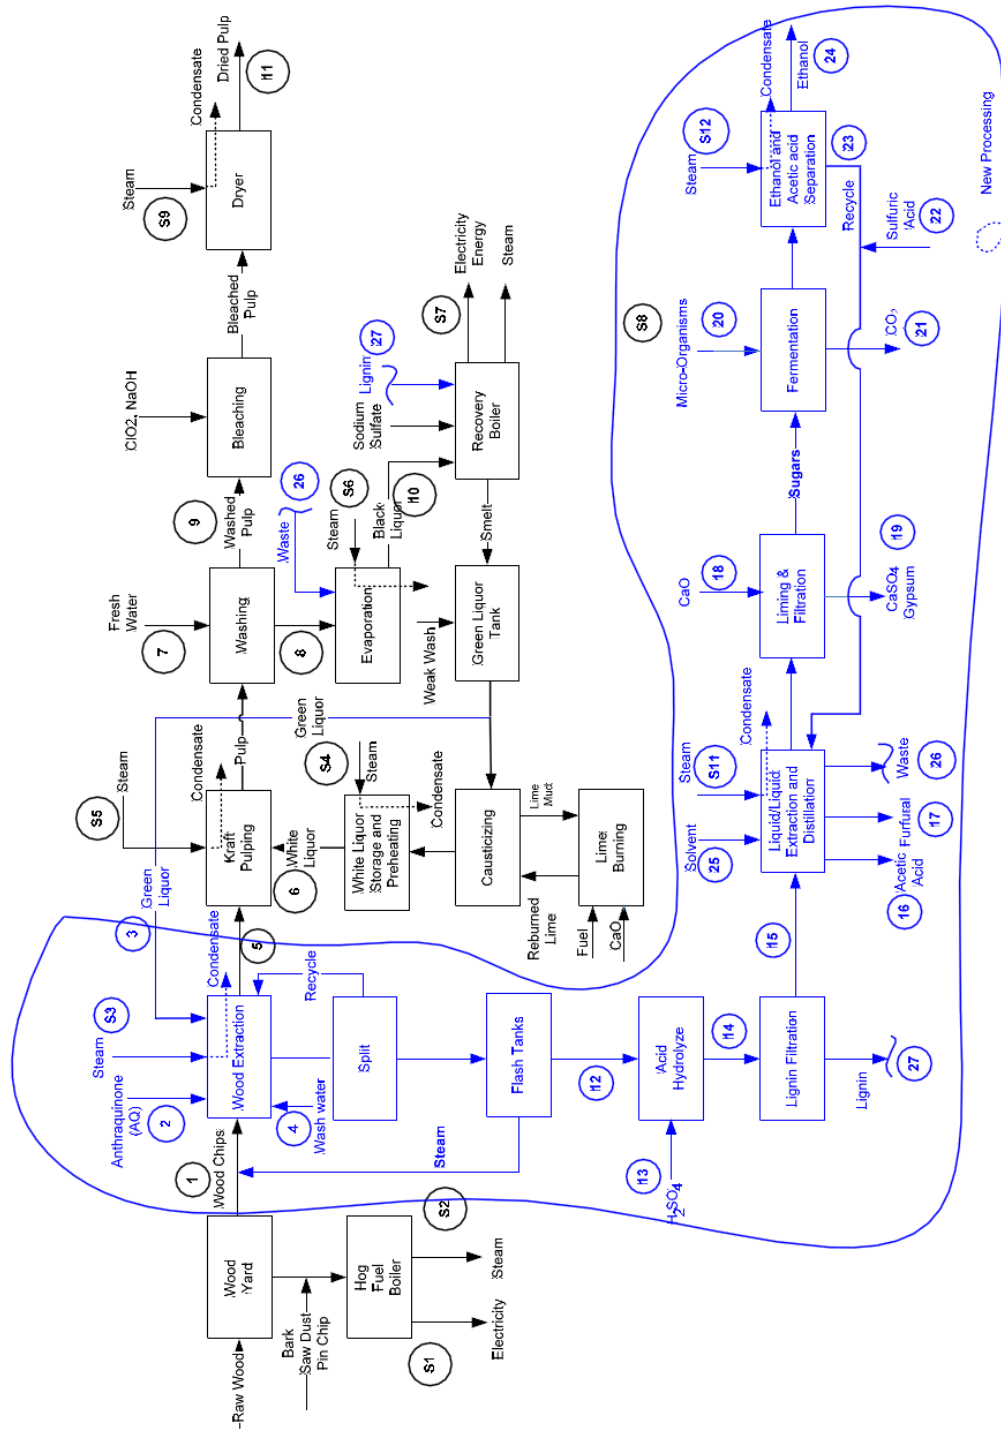 Raw Wood
Wood
Yard
Bark
Saw Dust
Pin Chip
Hog
Fuel
Boiler
S1
S2
Electricity
Steam
1
Wood Chips
Anthraquinone
(AQ)
2
Steam
S3
3
Green
Liquor
Wood Extraction
Condensate
4
Wash water
Recycle
Split
Steam
Flash Tanks
12
H2SO4
13
Acid
Hydrolyze
14
Lignin Filtration
Lignin
27
15
5
S5
Steam
Kraft
Pulping
Condensate
Pulp
6
White
Liquor
White Liquor
Storage and
Preheating
S4
Steam
Condensate
Green
Liquor
Causticizing
Lime
Mud
Reburned
Lime
Lime
Burning
Fuel
CaO
7
Fresh
Water
Washing
8
9
Washed
Pulp
Waste
26
Evaporation
Steam
S6
Black
Liquor
10
Weak Wash
Green Liquor
Tank
Smelt
ClO2, NaOH
Bleaching
Bleached
Pulp
Sodium
Sulfate
Lignin
27
Recovery
Boiler
S7
Electricity
Energy
Steam
Steam
S9
Dryer
Condensate
Dried Pulp
11
Solvent
25
Steam
S11
Condensate
Liquid/Liquid
Extraction and
Distillation
16
Acetic
Acid
Furfural
17
Waste
26
CaO
18
Liming &
Filtration
CaSO4
Gypsum
19
Sugars
S8
Micro-Organisms
20
Fermentation
CO2
21
Steam
S12
Ethanol and
Acetic acid
Separation
Condensate
Ethanol
24
23
Recycle
Sulfuric
Acid
22
New Processing